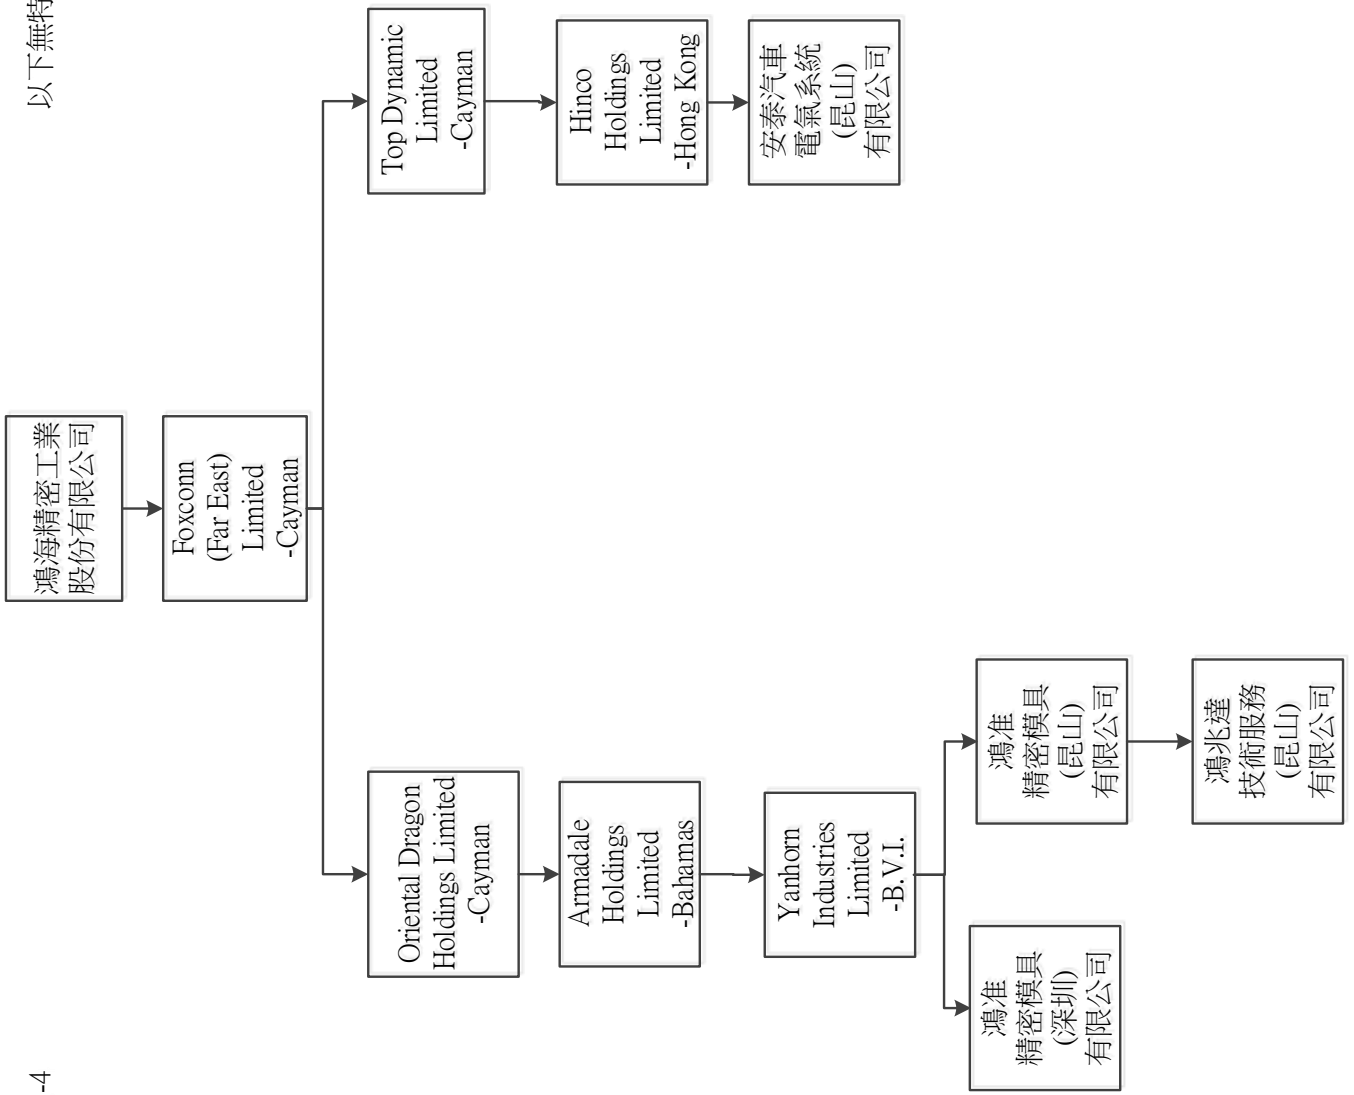 -4
以下無特
鴻海精密工業
股份有限公司
Foxconn
(Far East)
Limited
-Cayman
Oriental Dragon
Holdings Limited
-Cayman
Top Dynamic
Limited
-Cayman
Armadale
Holdings
Limited
-Bahamas
Hinco
Holdings
Limited
-Hong Kong
Yanhorn
Industries
Limited
-B.V.I.
安泰汽車
電氣系統
(昆山)
有限公司
鴻准
精密模具
(深圳)
有限公司
鴻准
精密模具
(昆山)
有限公司
鴻兆達
技術服務
(昆山)
有限公司